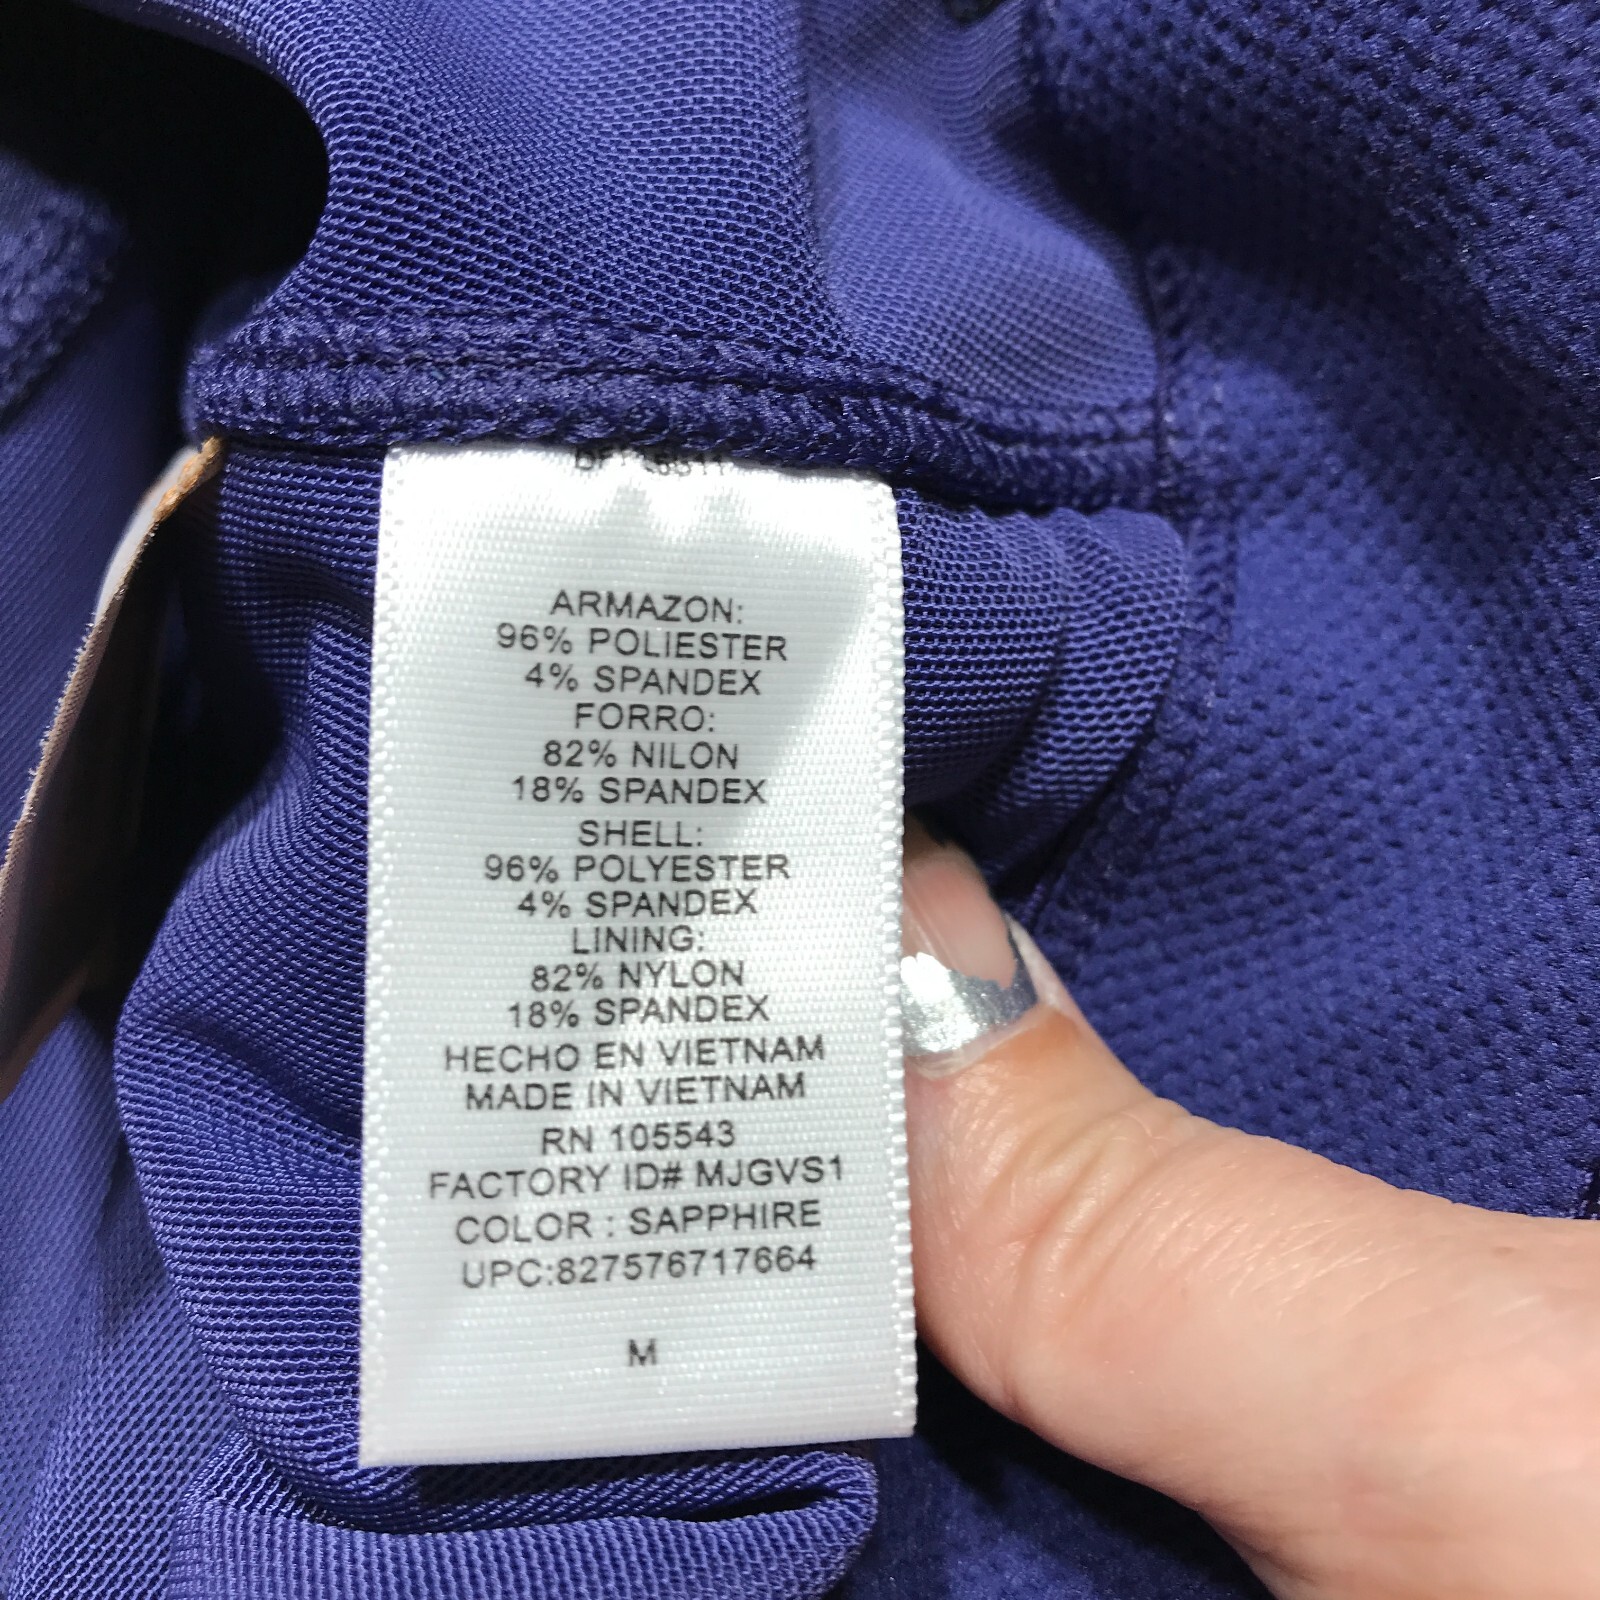 ARMAZON:
96% POLIESTER
4% SPANDEX
FORRO:
82% NILON
18% SPANDEX
SHELL:
96% POLYESTER
4% SPANDEX
LINING:
82% NYLON
18% SPANDEX
HECHO EN VIETNAM
MADE IN VIETNAM
RN 105543
FACTORY ID# MJGVS1
COLOR : SAPPHIRE
UPC:827576717664
M